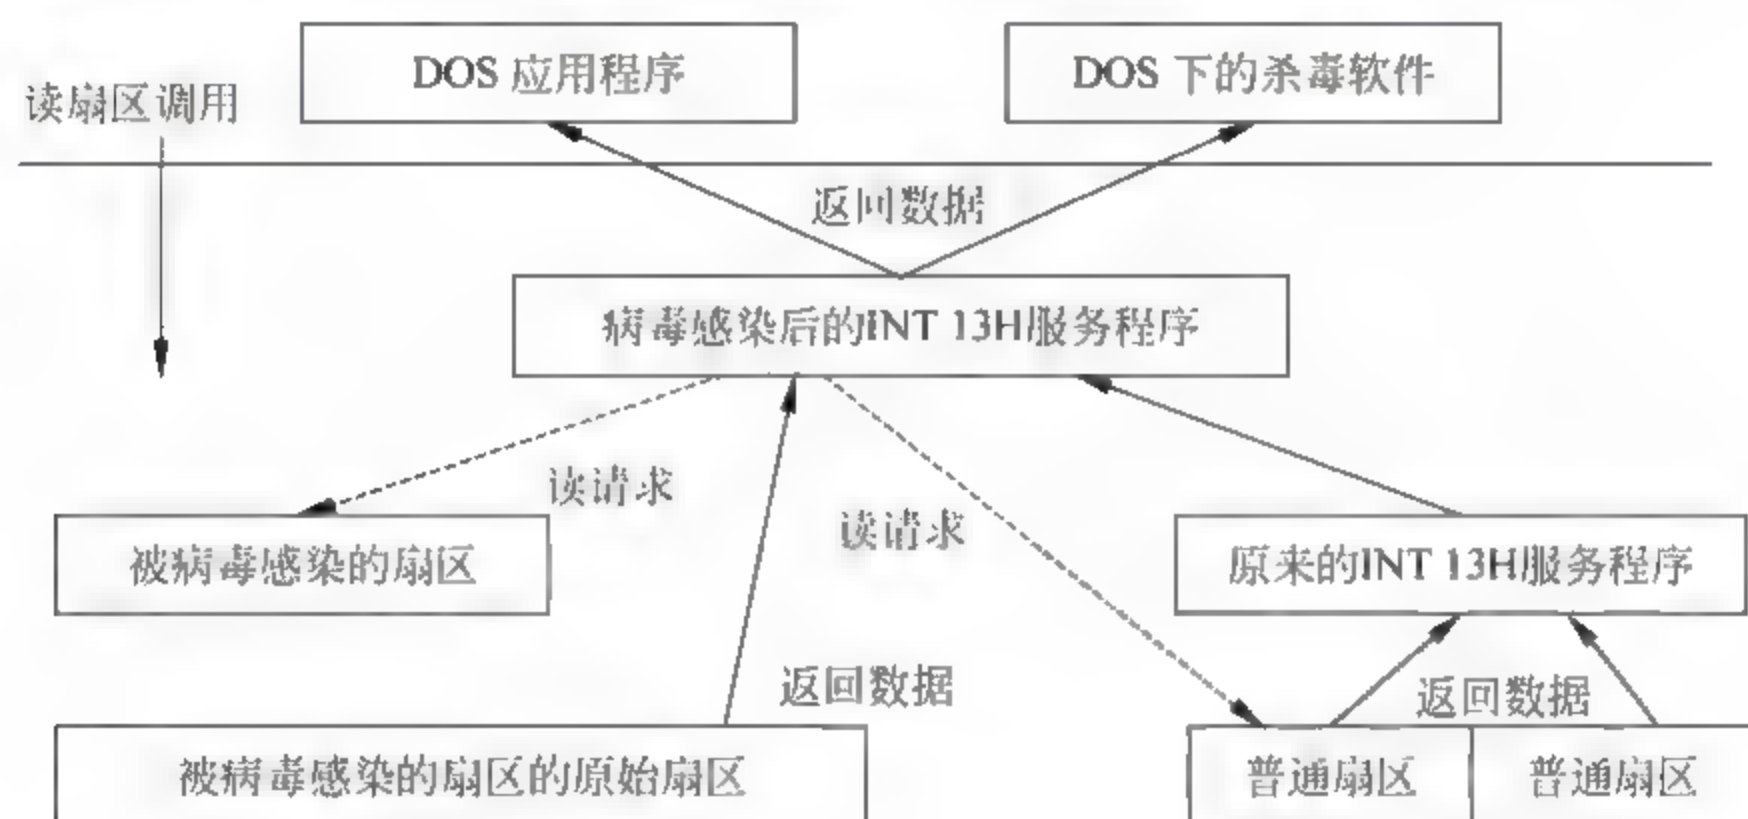 DOS 应用程序
DOS 下的杀毒软件
读扇区调用
返回数据
病毒感染后的INT 13H服务程序
读请求
读请求
被病毒感染的扇区
原来的INT 13H服务程序
返回数据
返回数据
被病毒感染的扇区的原始扇区
普通扇区
普通扇区